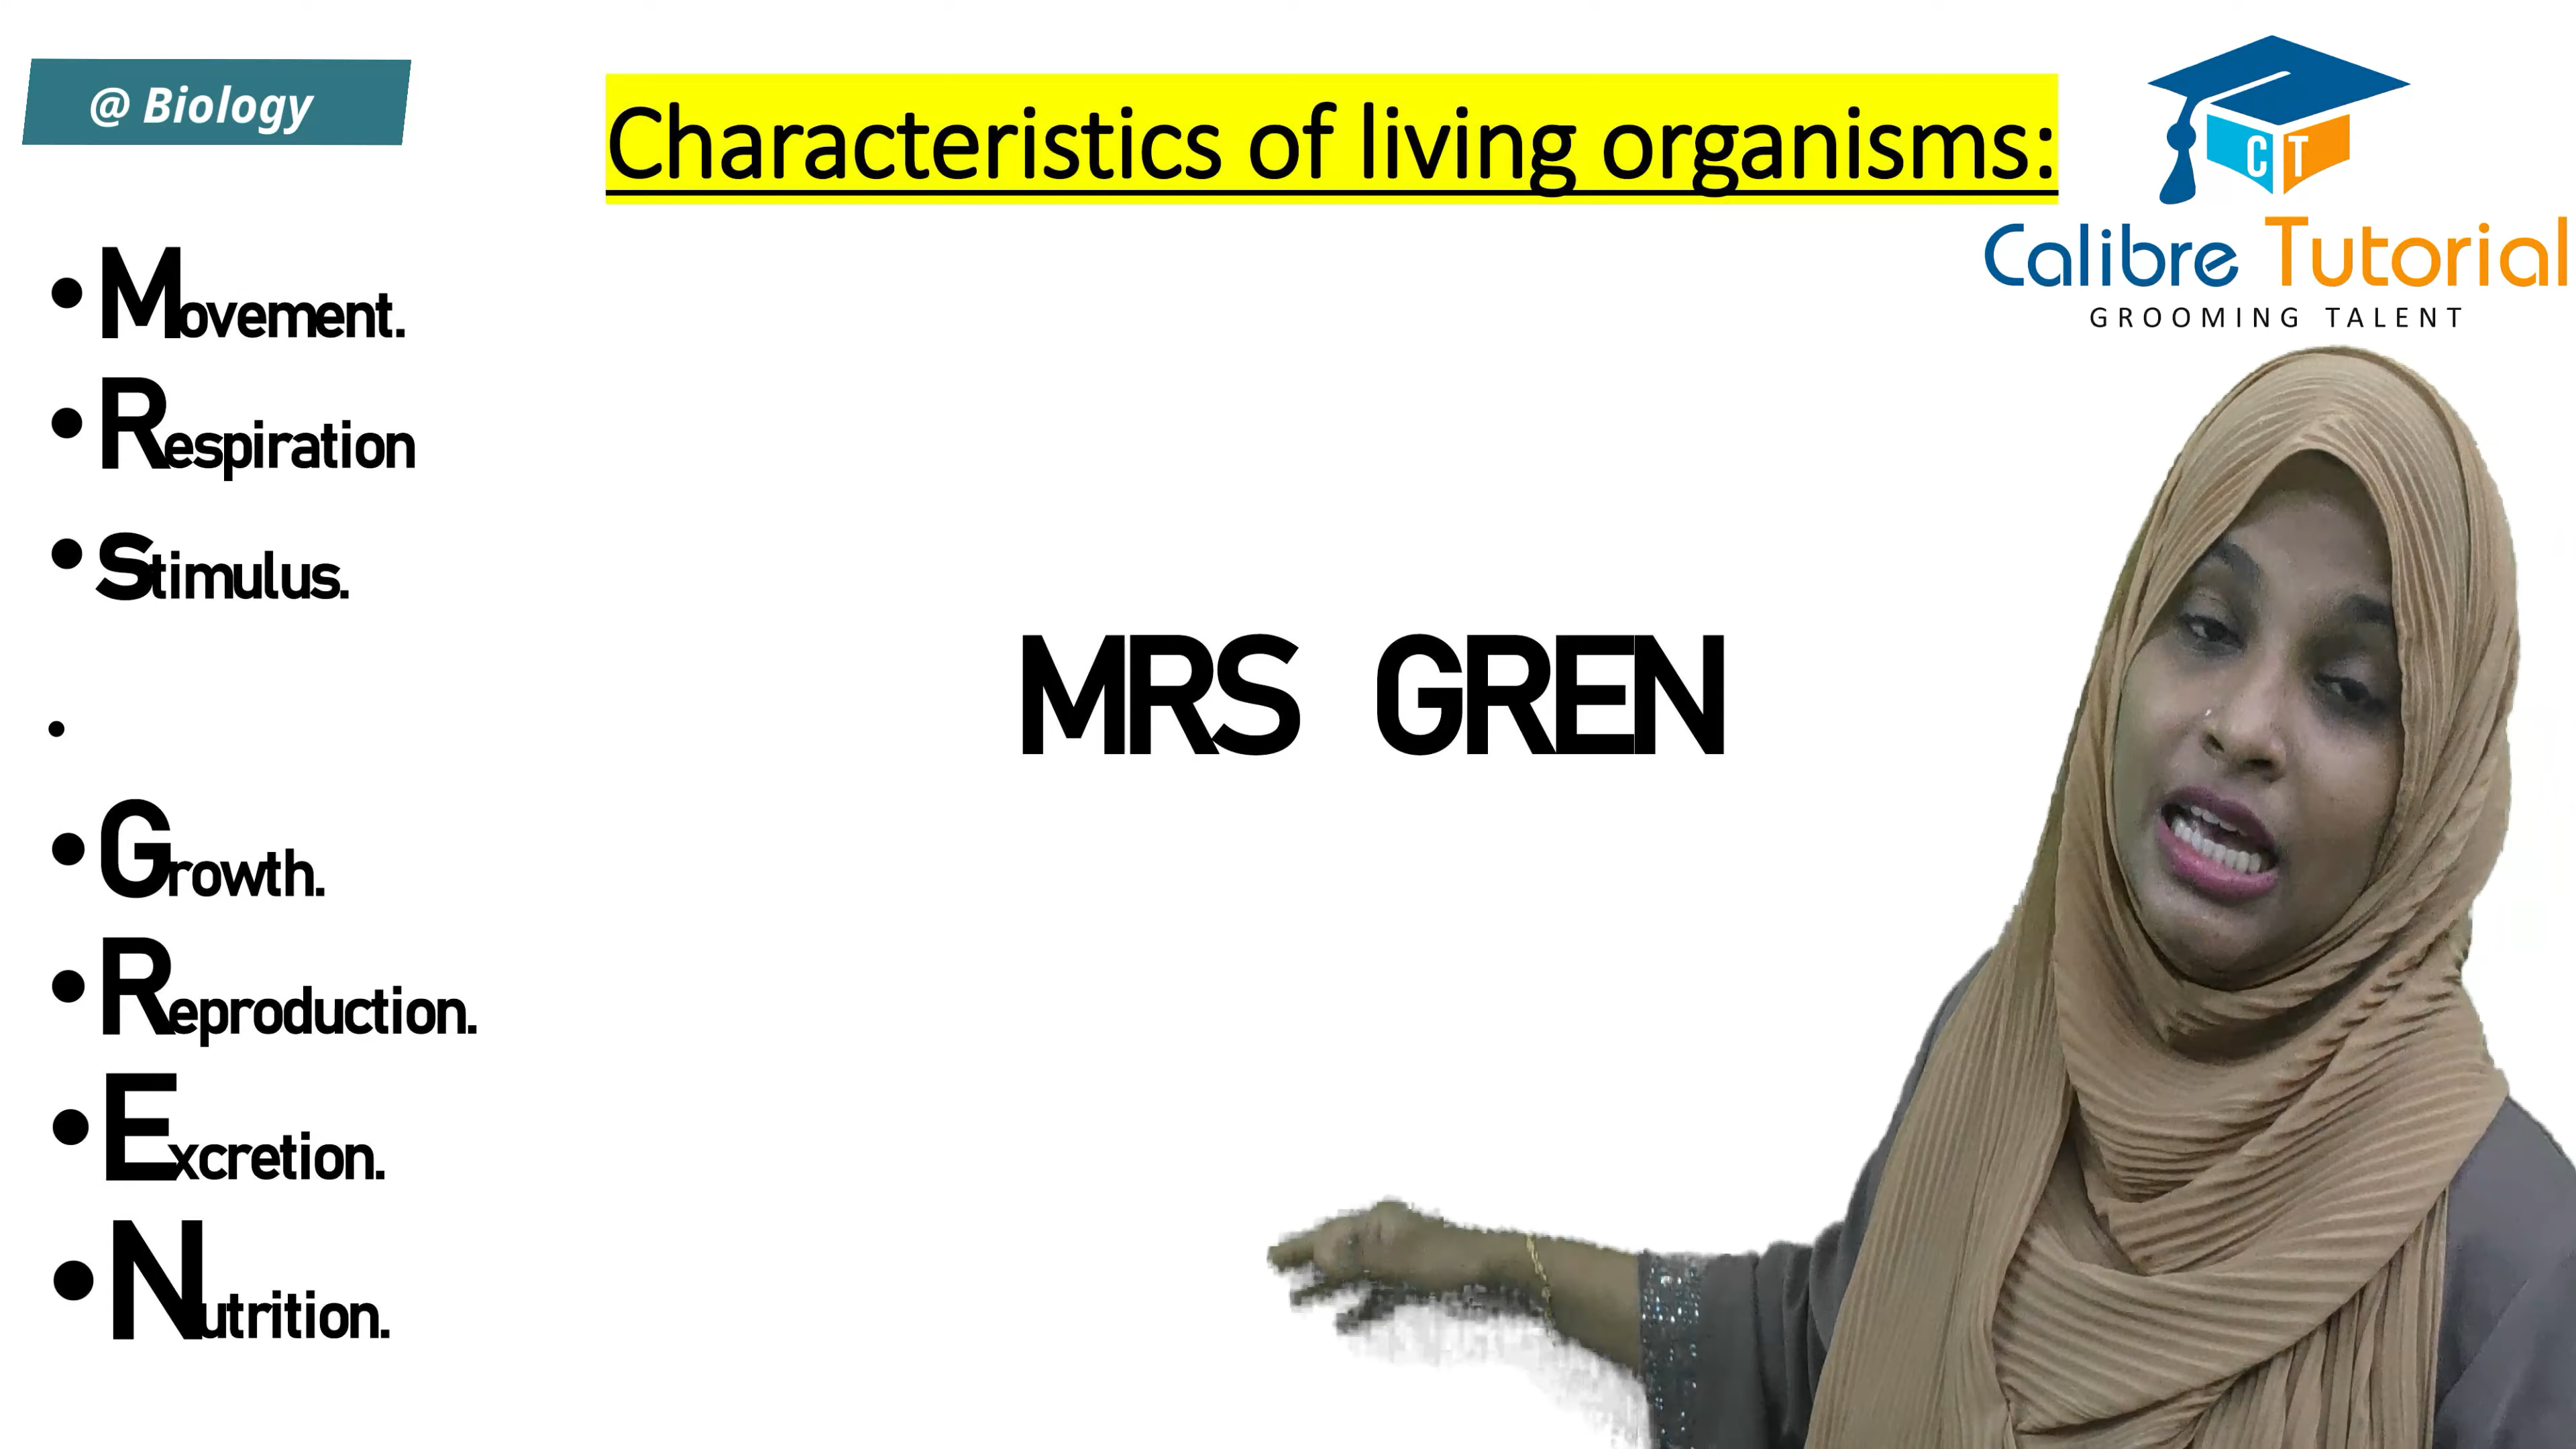 @ Biology
Characteristics of living organisms:
CT
Calibre Tutorial
GROOMING TALENT
• Movement.
• Respiration
• Stimulus.
•
• Growth.
• Reproduction.
• Excretion.
• Nutrition.
MRS GREN